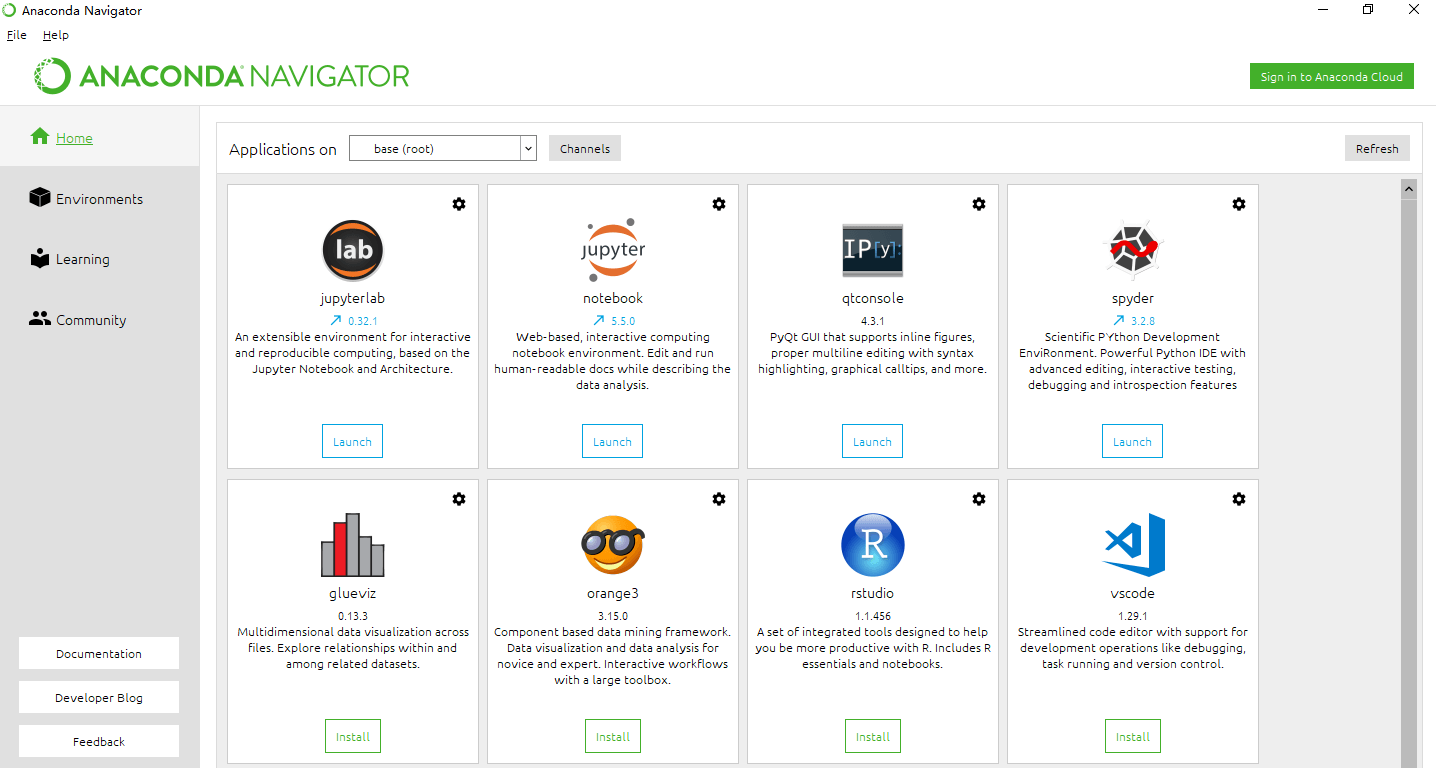 Anaconda Navigator
File Help
ANACONDA NAVIGATOR
Sign in to Anaconda Cloud
Home
Environments
Learning
Community
Documentation
Developer Blog
Feedback
Applications on base (root) Channels Refresh
lab
jupyterlab
0.32.1
An extensible environment for interactive
and reproducible computing, based on the
Jupyter Notebook and Architecture.
Launch
jupyter
notebook
5.5.0
Web-based, interactive computing
notebook environment. Edit and run
human-readable docs while describing the
data analysis.
Launch
IP[y]:
qtconsole
4.3.1
PyQt GUI that supports inline figures,
proper multiline editing with syntax
highlighting, graphical calltips, and more.
Launch
spyder
3.2.8
Scientific PYthon Development
EnviRonment. Powerful Python IDE with
advanced editing, interactive testing,
debugging and introspection features
Launch
glueviz
0.13.3
Multidimensional data visualization across
files. Explore relationships within and
among related datasets.
Install
orange3
3.15.0
Component based data mining framework.
Data visualization and data analysis for
novice and expert. Interactive workflows
with a large toolbox.
Install
R
rstudio
1.1.456
A set of integrated tools designed to help
you be more productive with R. Includes R
essentials and notebooks.
Install
vscode
1.29.1
Streamlined code editor with support for
development operations like debugging,
task running and version control.
Install